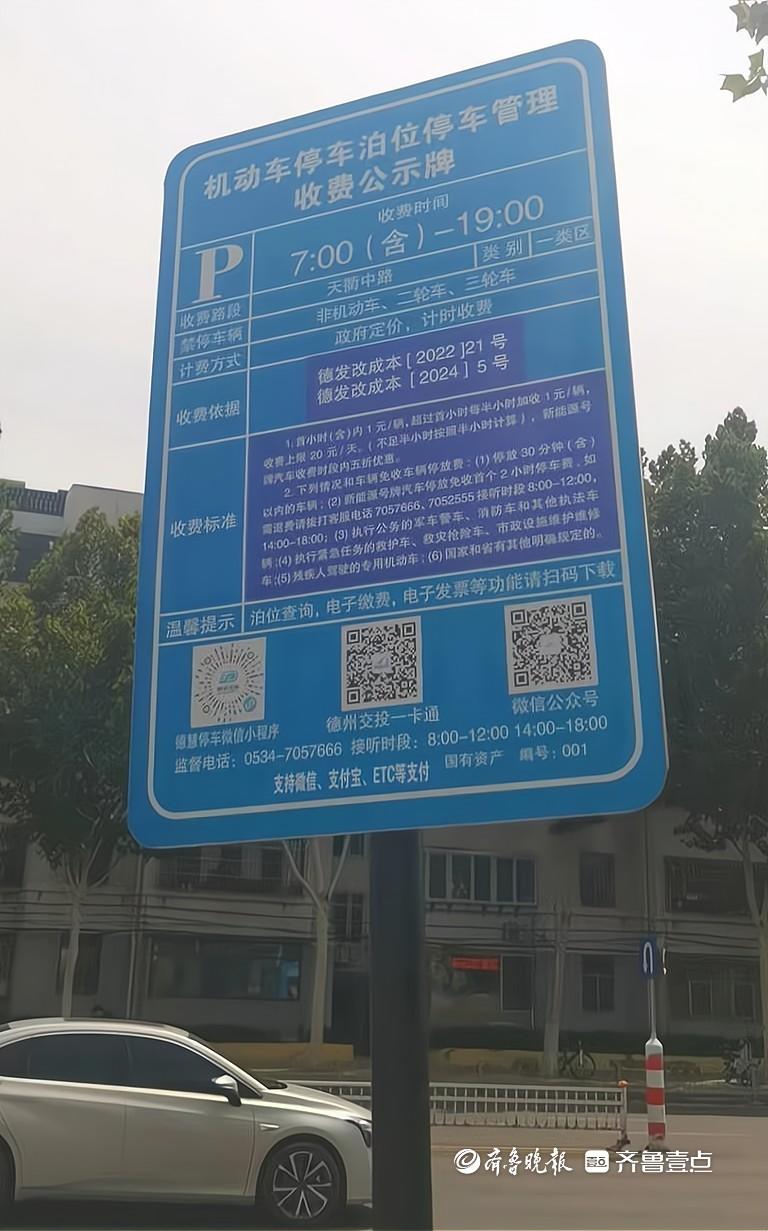 机动车停车泊位停车管理
收费公示牌
P
收费时间
7:00(含)-19:00
收费路段 天衢中路 类别 一类区
禁停车辆 非机动车、二轮车、三轮车
计费方式 政府定价，计时收费
收费依据
德发改成本[2022]21号
德发改成本[2024]5号
收费标准
1.首小时(含)内1元/辆,超过首小时每半小时加收1元/辆,
收费上限20元/天。(不足半小时按照半小时计算)，新能源号
牌汽车收费时段内五折优惠。
2.下列情况和车辆免收车辆停放费:(1)停放30分钟(含)
以内的车辆；(2)新能源号牌汽车停放免收首个2小时停车费。如
需退费请拨打客服电话7057666、7052555接听时段8:00-12:00,
14:00-18:00；(3)执行公务的军车警车、消防车和其他执法车
辆；(4)执行紧急任务的救护车、救灾抢险车、市政设施维护维修
车；(5)残疾人驾驶的专用机动车；(6)国家和省有其他明确规定的。
温馨提示 泊位查询，电子缴费，电子发票等功能请扫码下载
德慧停车微信小程序 德州交投一卡通 微信公众号
监督电话：0534-7057666 接听时段：8:00-12:00 14:00-18:00
支持微信、支付宝、ETC等支付 国有资产 编号：001
齐鲁晚报 齐鲁壹点